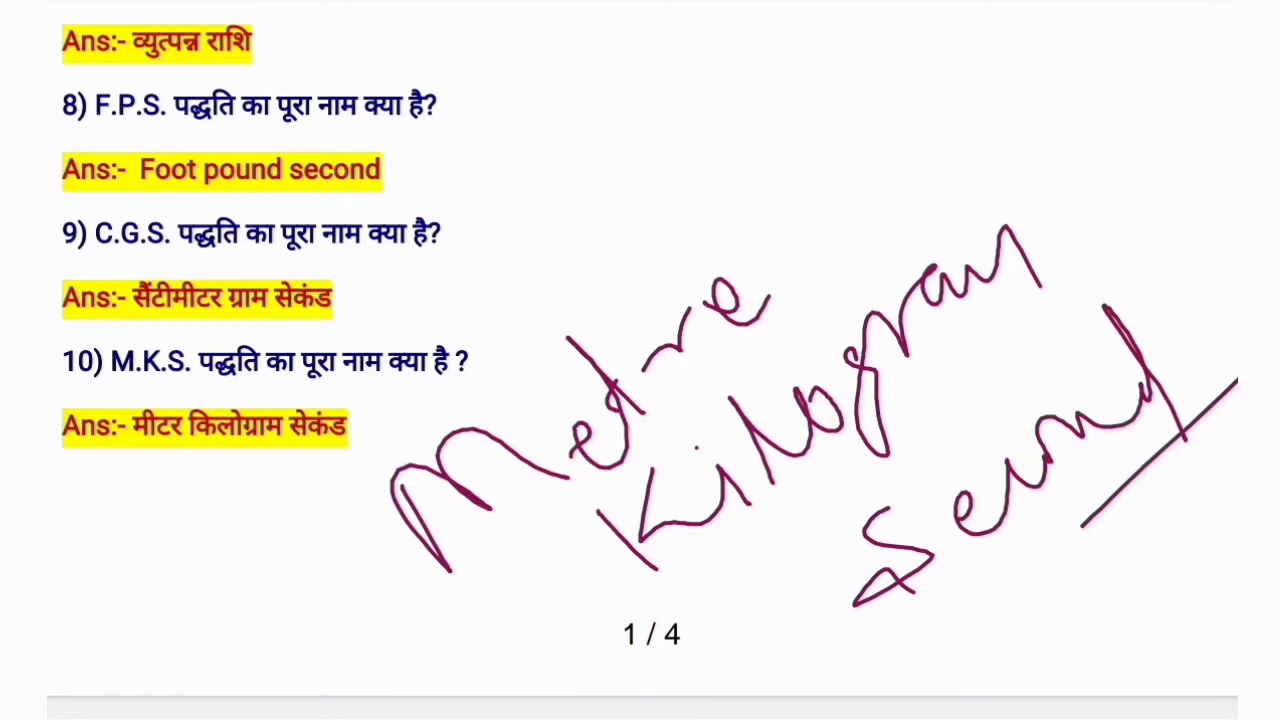 Ans:- व्युत्पन्न राशि
8) F.P.S. पद्धति का पूरा नाम क्या है?
Ans:- Foot pound second
9) C.G.S. पद्धति का पूरा नाम क्या है?
Ans:- सैंटीमीटर ग्राम सेकंड
10) M.K.S. पद्धति का पूरा नाम क्या है ?
Ans:- मीटर किलोग्राम सेकंड
Metre
Kilogram
Second
1 / 4